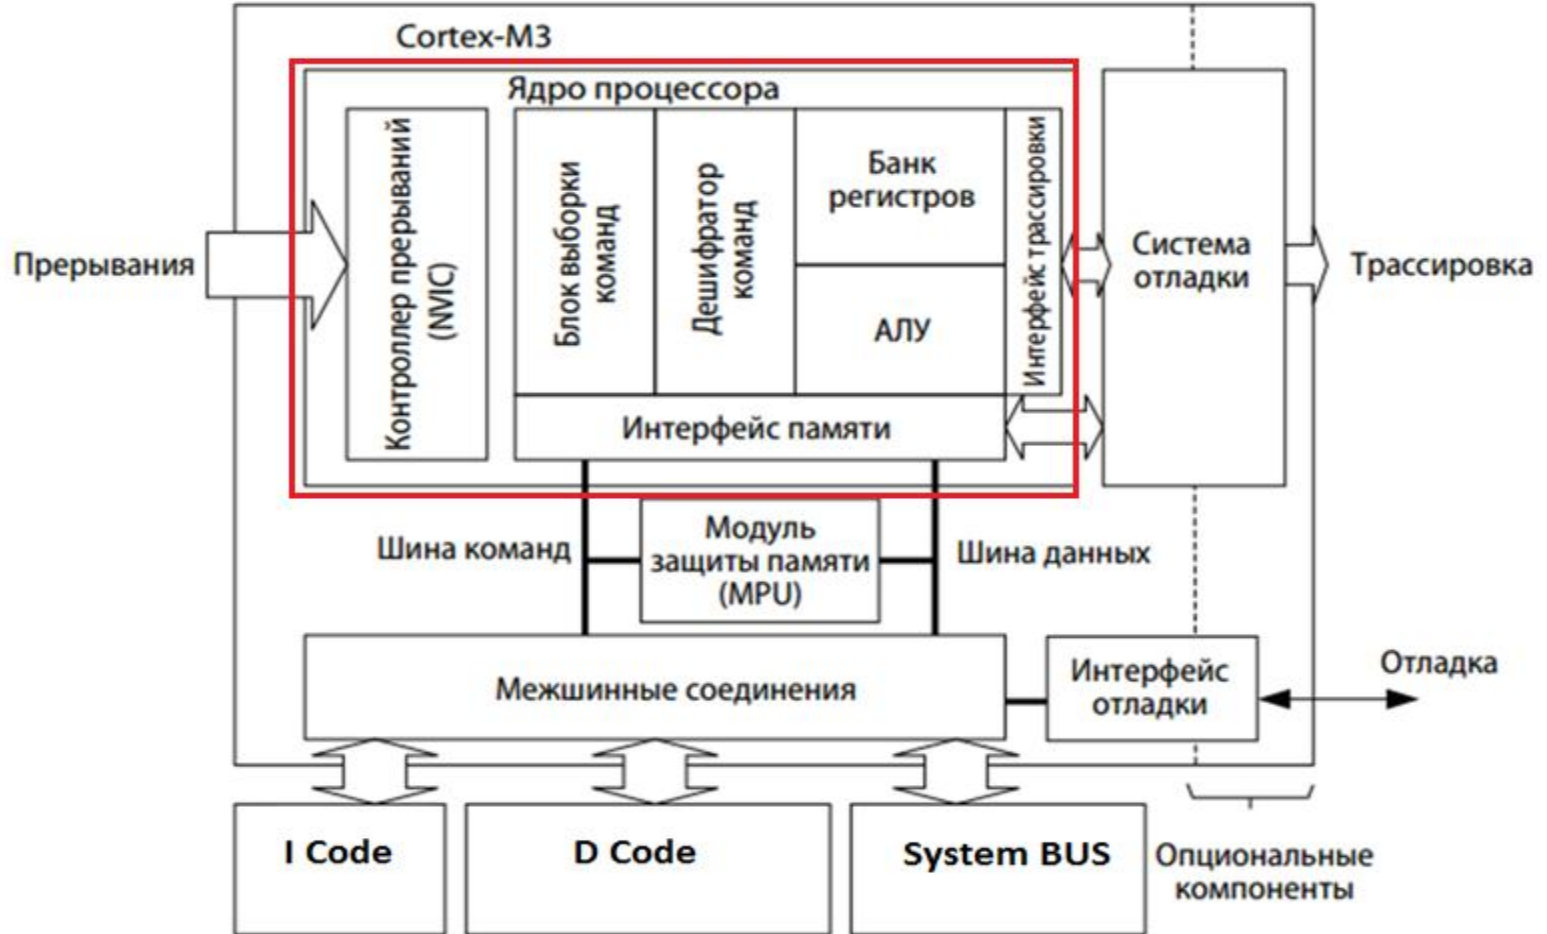 Cortex-M3
Ядро процессора
Контроллер прерываний
(NVIC)
Блок выборки
команд
Дешифратор
команд
Банк
регистров
АЛУ
Интерфейс трассировки
Интерфейс памяти
Прерывания
Система
отладки
Трассировка
Шина команд
Модуль
защиты памяти
(MPU)
Шина данных
Межшинные соединения
Интерфейс
отладки
Отладка
I Code
D Code
System BUS
Опциональные
компоненты